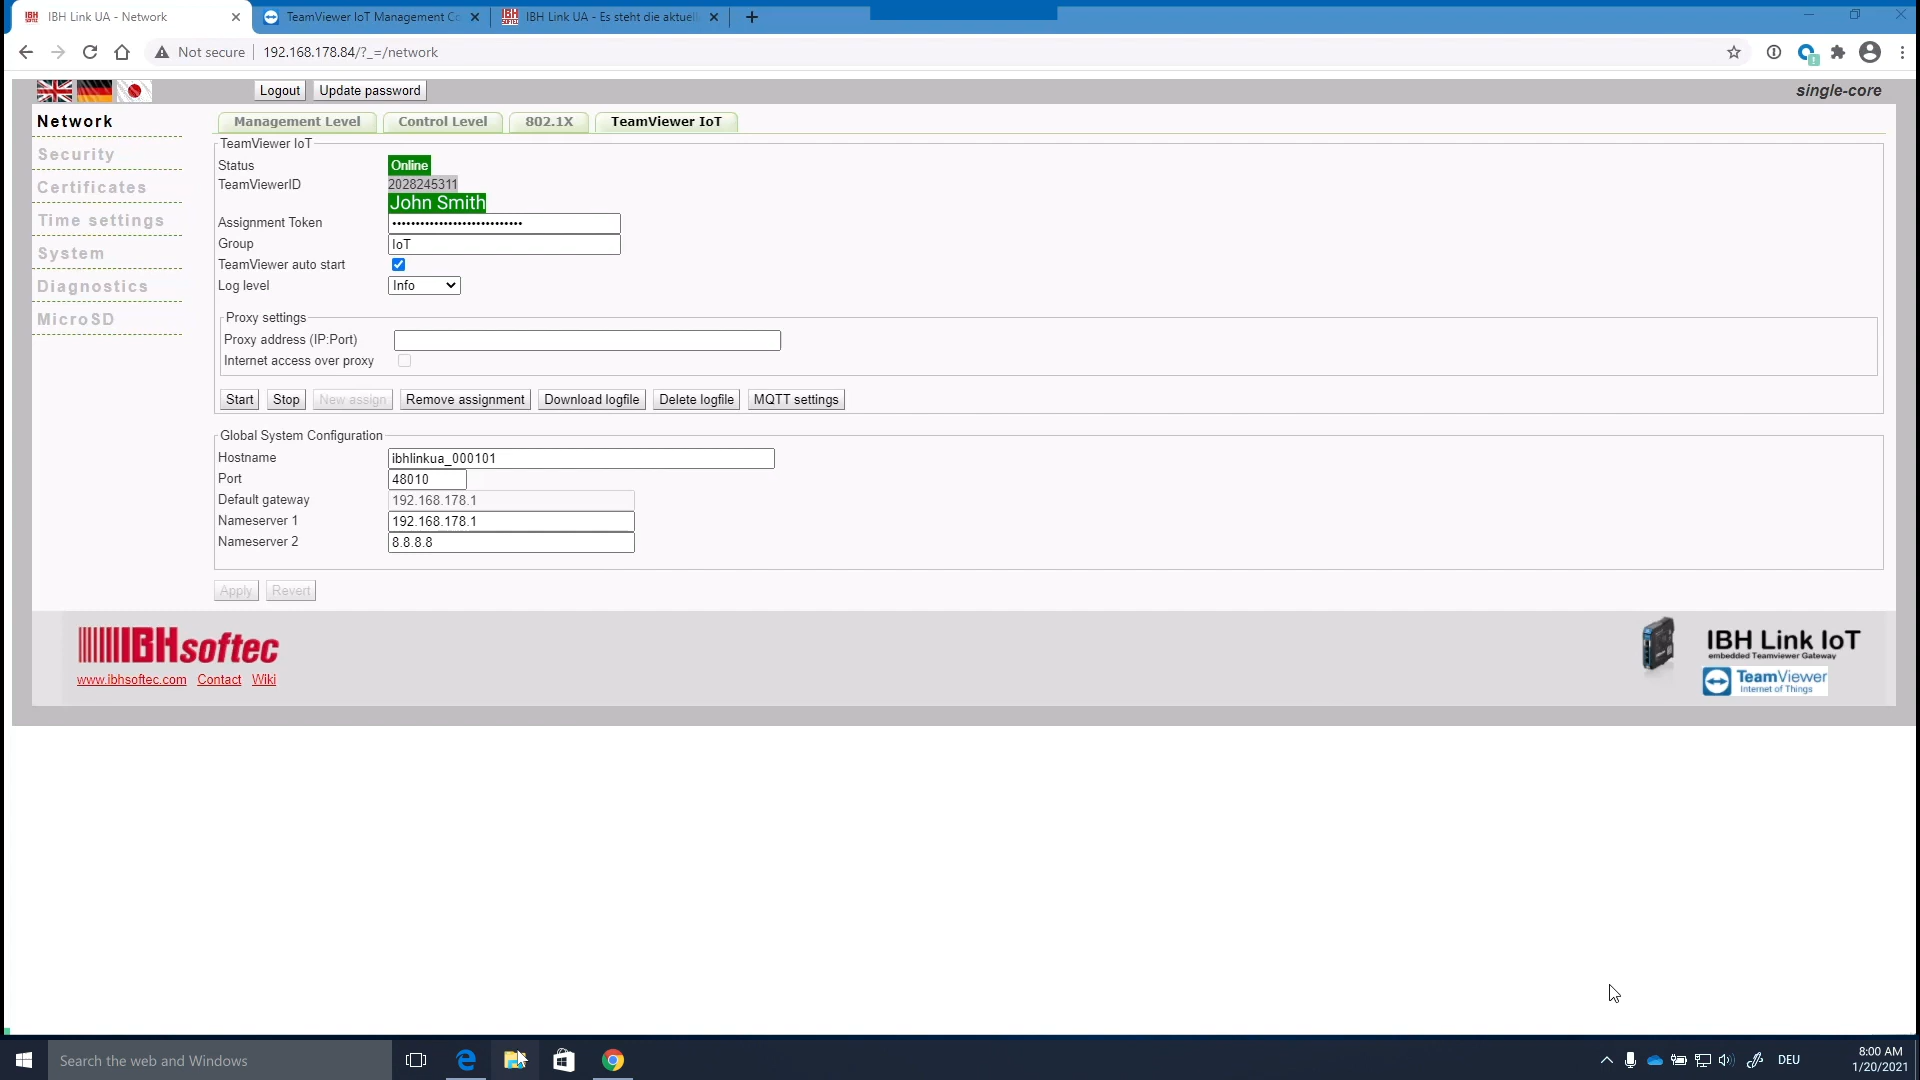 IBH Link UA - Network
TeamViewer IoT Management Co
IBH Link UA - Es steht die aktuell
Not secure
192.168.178.84/?_=/network
Logout
Update password
single-core
Network
Security
Certificates
Time settings
System
Diagnostics
MicroSD
Management Level
Control Level
802.1X
TeamViewer IoT
TeamViewer IoT
Status
Online
TeamViewerID
2028245311
John Smith
Assignment Token
••••••••••••••••••••••••••••
Group
IoT
TeamViewer auto start
Log level
Info
Proxy settings
Proxy address (IP:Port)
Internet access over proxy
Start
Stop
New assign
Remove assignment
Download logfile
Delete logfile
MQTT settings
Global System Configuration
Hostname
ibhlinkua_000101
Port
48010
Default gateway
192.168.178.1
Nameserver 1
192.168.178.1
Nameserver 2
8.8.8.8
Apply
Revert
IBHsoftec
www.ibhsoftec.com
Contact
Wiki
IBH Link IoT
embedded Teamviewer Gateway
TeamViewer
Internet of Things
Search the web and Windows
DEU
8:00 AM
1/20/2021